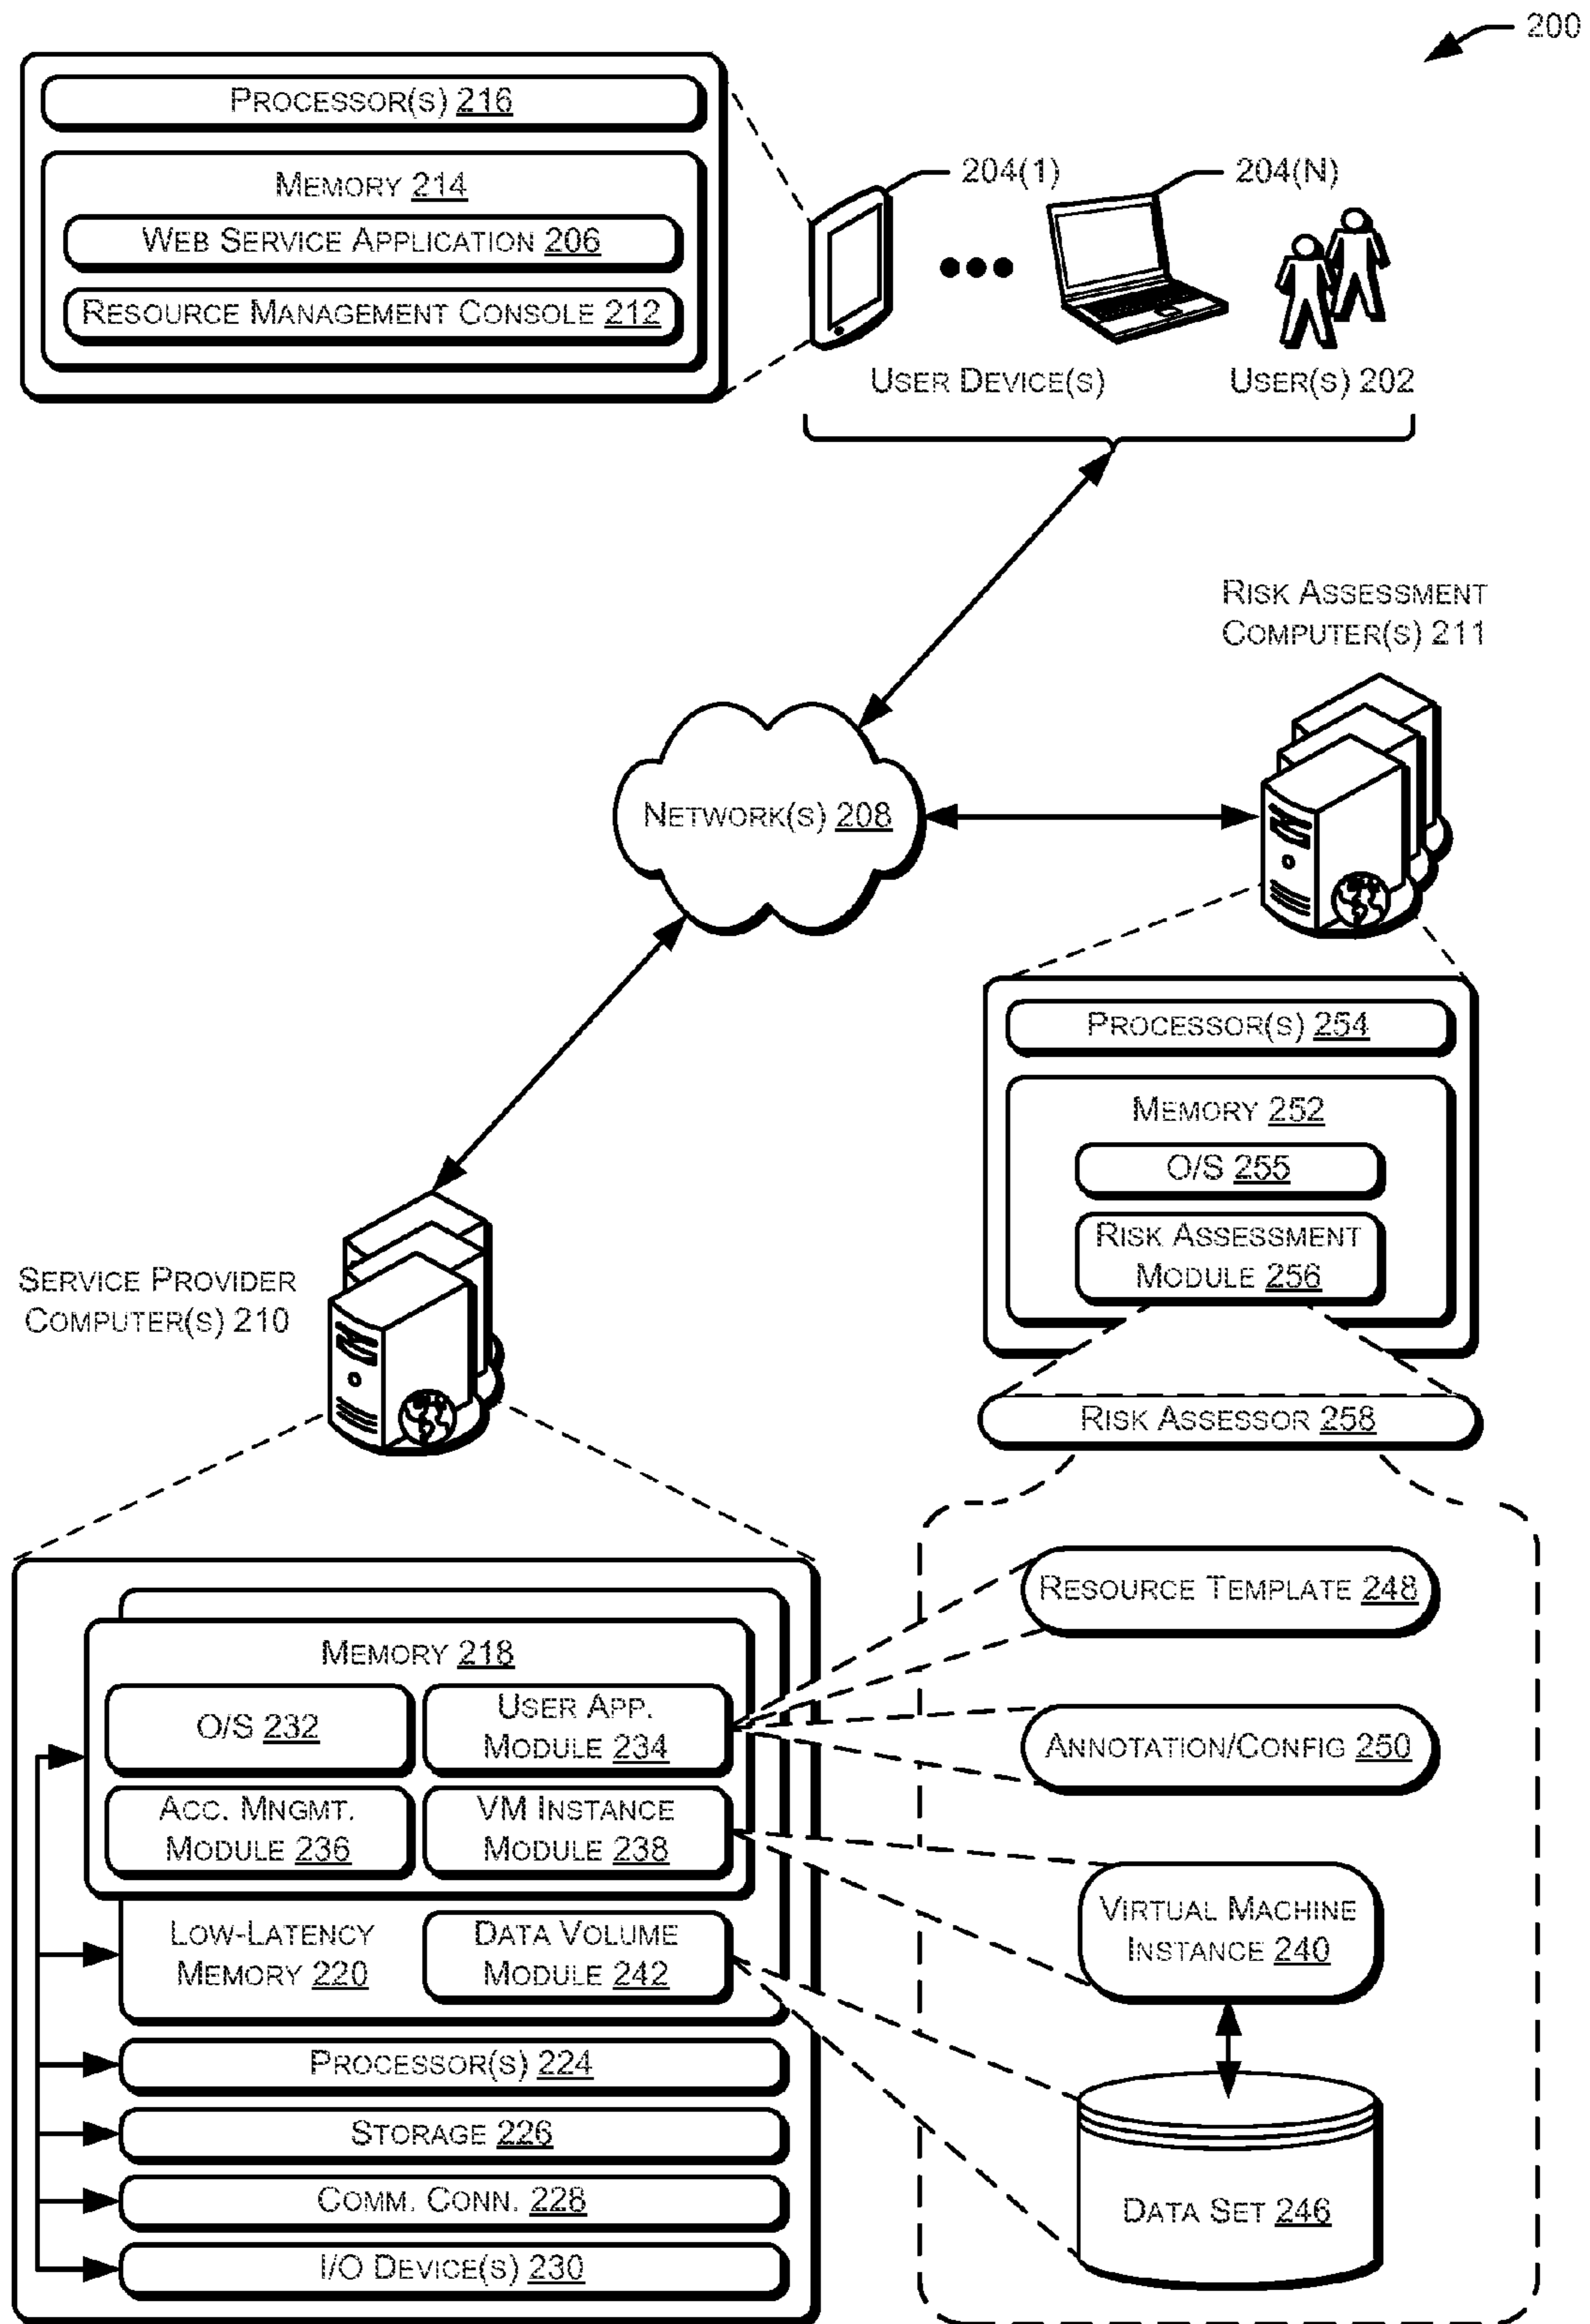 200
PROCESSOR(S) 216
MEMORY 214
WEB SERVICE APPLICATION 206
RESOURCE MANAGEMENT CONSOLE 212
204(1)
204(N)
USER DEVICE(S)
USER(S) 202
RISK ASSESSMENT
COMPUTER(S) 211
NETWORK(S) 208
PROCESSOR(S) 254
MEMORY 252
O/S 255
RISK ASSESSMENT
MODULE 256
SERVICE PROVIDER
COMPUTER(S) 210
RISK ASSESSOR 258
MEMORY 218
O/S 232
USER APP.
MODULE 234
ACC. MNGMT.
MODULE 236
VM INSTANCE
MODULE 238
LOW-LATENCY
MEMORY 220
DATA VOLUME
MODULE 242
PROCESSOR(S) 224
STORAGE 226
COMM. CONN. 228
I/O DEVICE(S) 230
RESOURCE TEMPLATE 248
ANNOTATION/CONFIG 250
VIRTUAL MACHINE
INSTANCE 240
DATA SET 246